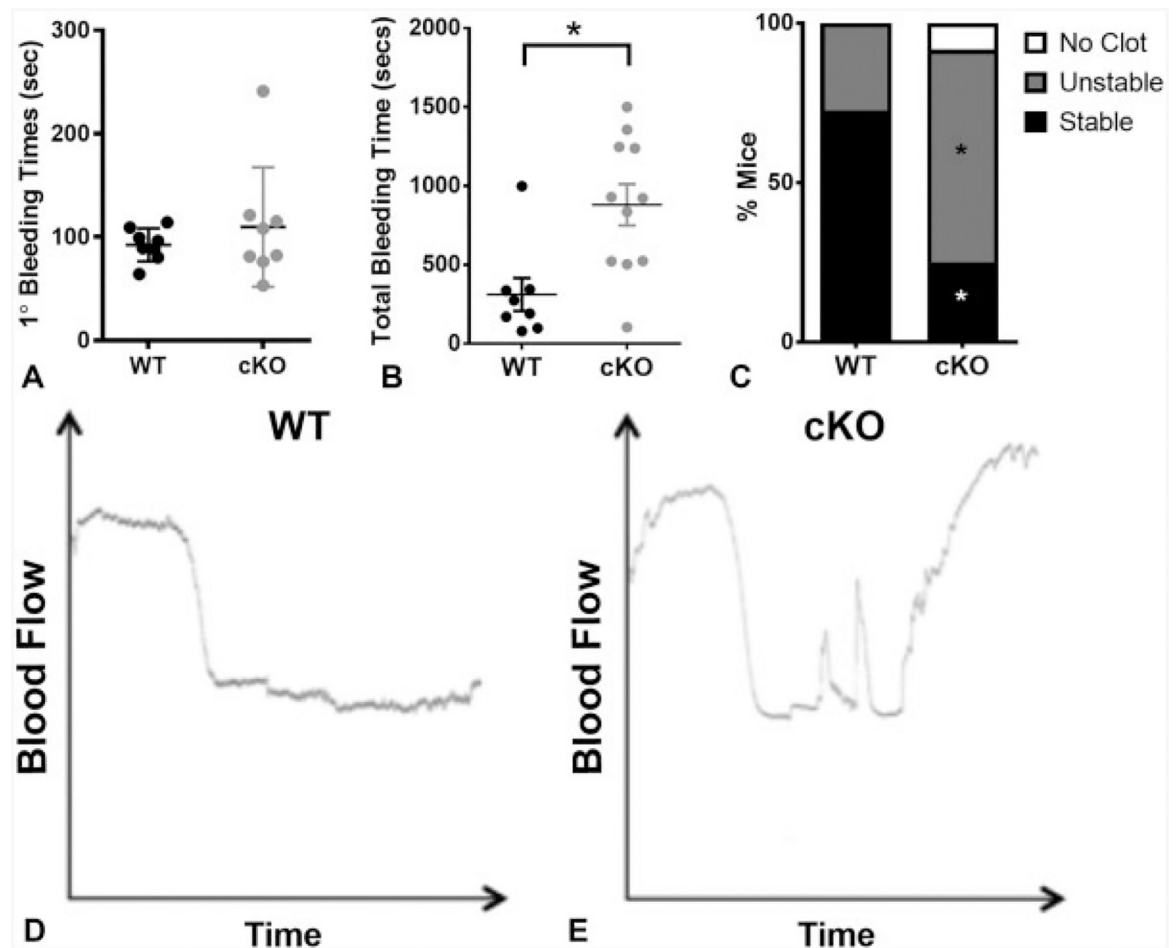 1° Bleeding Times (sec)
300
200
100
0
WT
cKO
A
Total Bleeding Time (secs)
2000
1500
1000
500
0
*
WT
cKO
B
% Mice
100
50
0
*
*
WT
cKO
C
No Clot
Unstable
Stable
WT
Blood Flow
Time
D
cKO
Blood Flow
Time
E